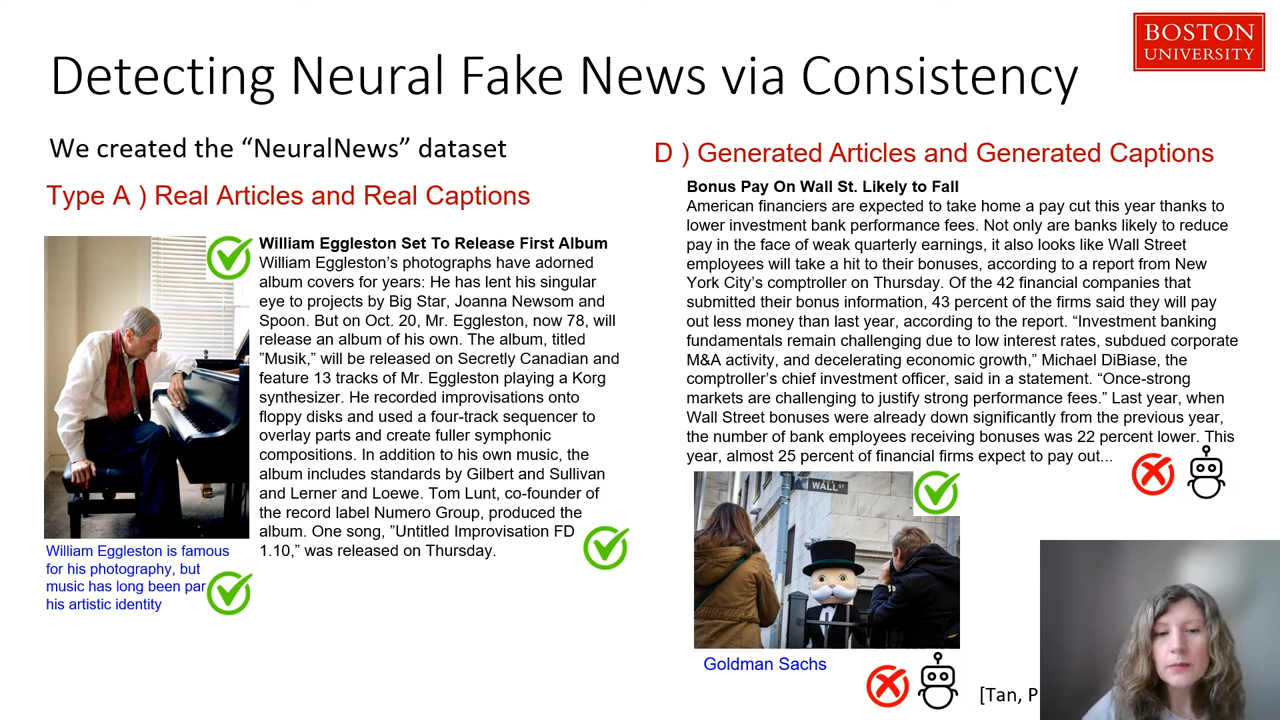 BOSTON
UNIVERSITY
Detecting Neural Fake News via Consistency
We created the “NeuralNews” dataset
Type A ) Real Articles and Real Captions
William Eggleston Set To Release First Album
William Eggleston’s photographs have adorned
album covers for years: He has lent his singular
eye to projects by Big Star, Joanna Newsom and
Spoon. But on Oct. 20, Mr. Eggleston, now 78, will
release an album of his own. The album, titled
”Musik,” will be released on Secretly Canadian and
feature 13 tracks of Mr. Eggleston playing a Korg
synthesizer. He recorded improvisations onto
floppy disks and used a four-track sequencer to
overlay parts and create fuller symphonic
compositions. In addition to his own music, the
album includes standards by Gilbert and Sullivan
and Lerner and Loewe. Tom Lunt, co-founder of
the record label Numero Group, produced the
album. One song, ”Untitled Improvisation FD
1.10,” was released on Thursday.
William Eggleston is famous
for his photography, but
music has long been par
his artistic identity
D ) Generated Articles and Generated Captions
Bonus Pay On Wall St. Likely to Fall
American financiers are expected to take home a pay cut this year thanks to
lower investment bank performance fees. Not only are banks likely to reduce
pay in the face of weak quarterly earnings, it also looks like Wall Street
employees will take a hit to their bonuses, according to a report from New
York City’s comptroller on Thursday. Of the 42 financial companies that
submitted their bonus information, 43 percent of the firms said they will pay
out less money than last year, according to the report. “Investment banking
fundamentals remain challenging due to low interest rates, subdued corporate
M&A activity, and decelerating economic growth,” Michael DiBiase, the
comptroller’s chief investment officer, said in a statement. “Once-strong
markets are challenging to justify strong performance fees.” Last year, when
Wall Street bonuses were already down significantly from the previous year,
the number of bank employees receiving bonuses was 22 percent lower. This
year, almost 25 percent of financial firms expect to pay out...
WALL ST
Goldman Sachs
[Tan, P